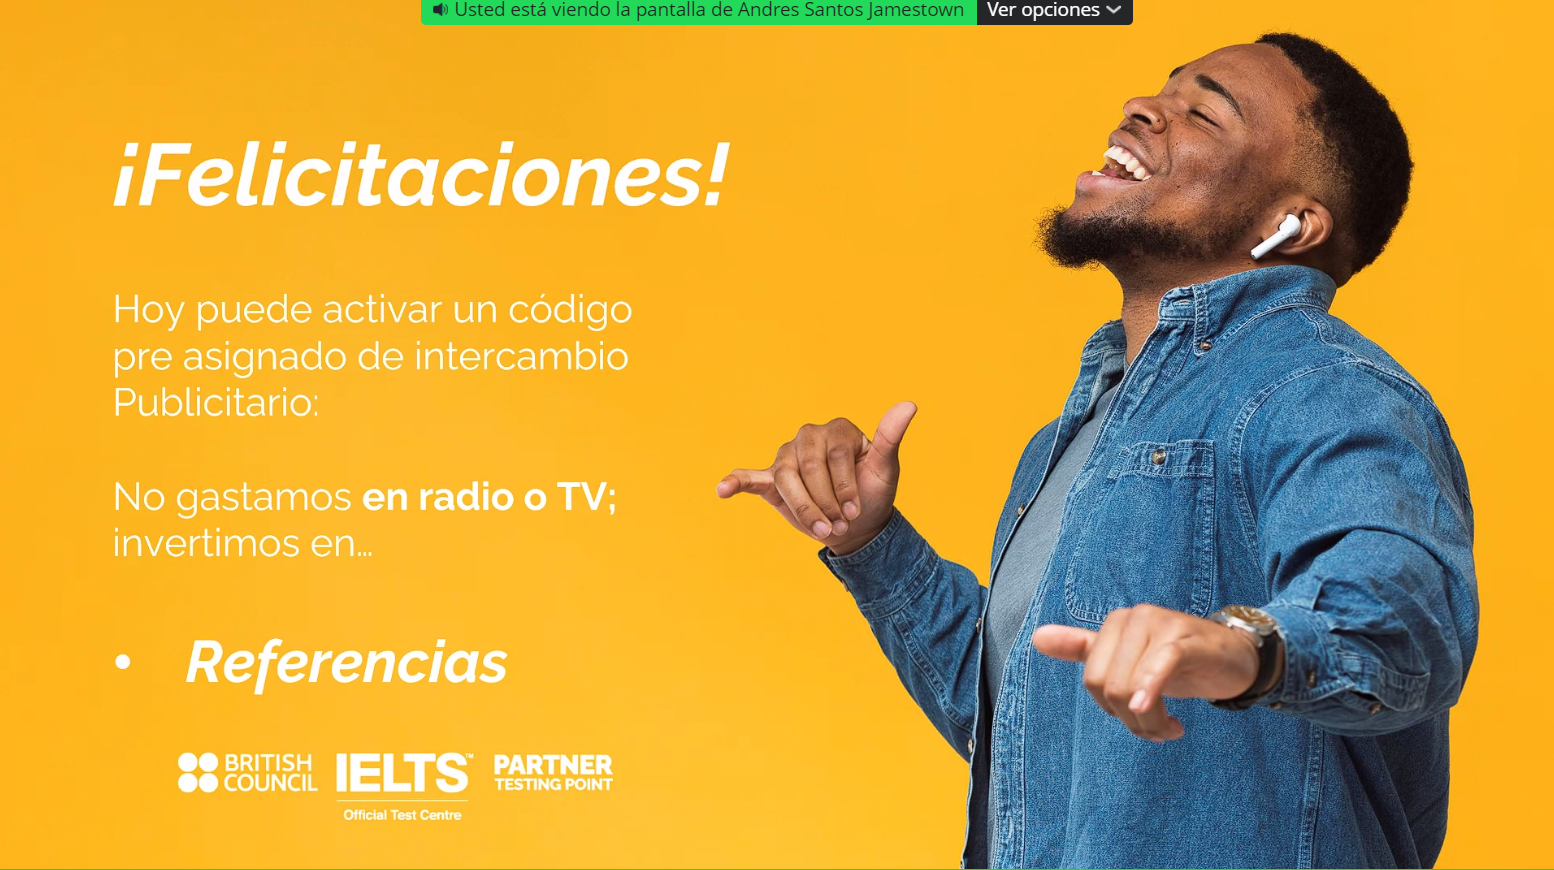 Usted está viendo la pantalla de Andres Santos Jamestown
Ver opciones
¡Felicitaciones!
Hoy puede activar un código
pre asignado de intercambio
Publicitario:
No gastamos en radio o TV;
invertimos en...
• Referencias
BRITISH
COUNCIL
IELTS™
Official Test Centre
PARTNER
TESTING POINT